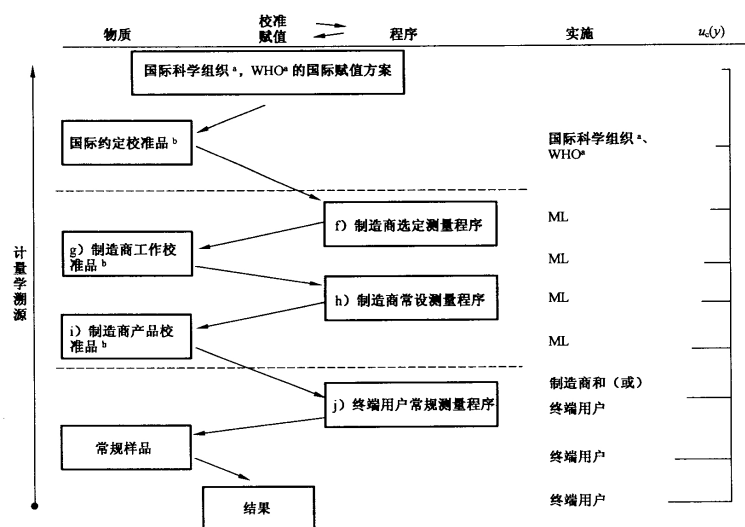 物质
校准
赋值
程序
实施
u_c(y)
国际科学组织ᵃ，WHOᵃ 的国际赋值方案
国际约定校准品ᵇ
国际科学组织ᵃ、
WHOᵃ
f）制造商选定测量程序
ML
g）制造商工作校
准品ᵇ
ML
h）制造商常设测量程序
ML
i）制造商产品校
准品ᵇ
ML
制造商和（或）
终端用户
j）终端用户常规测量程序
常规样品
终端用户
结果
终端用户
计量学溯源